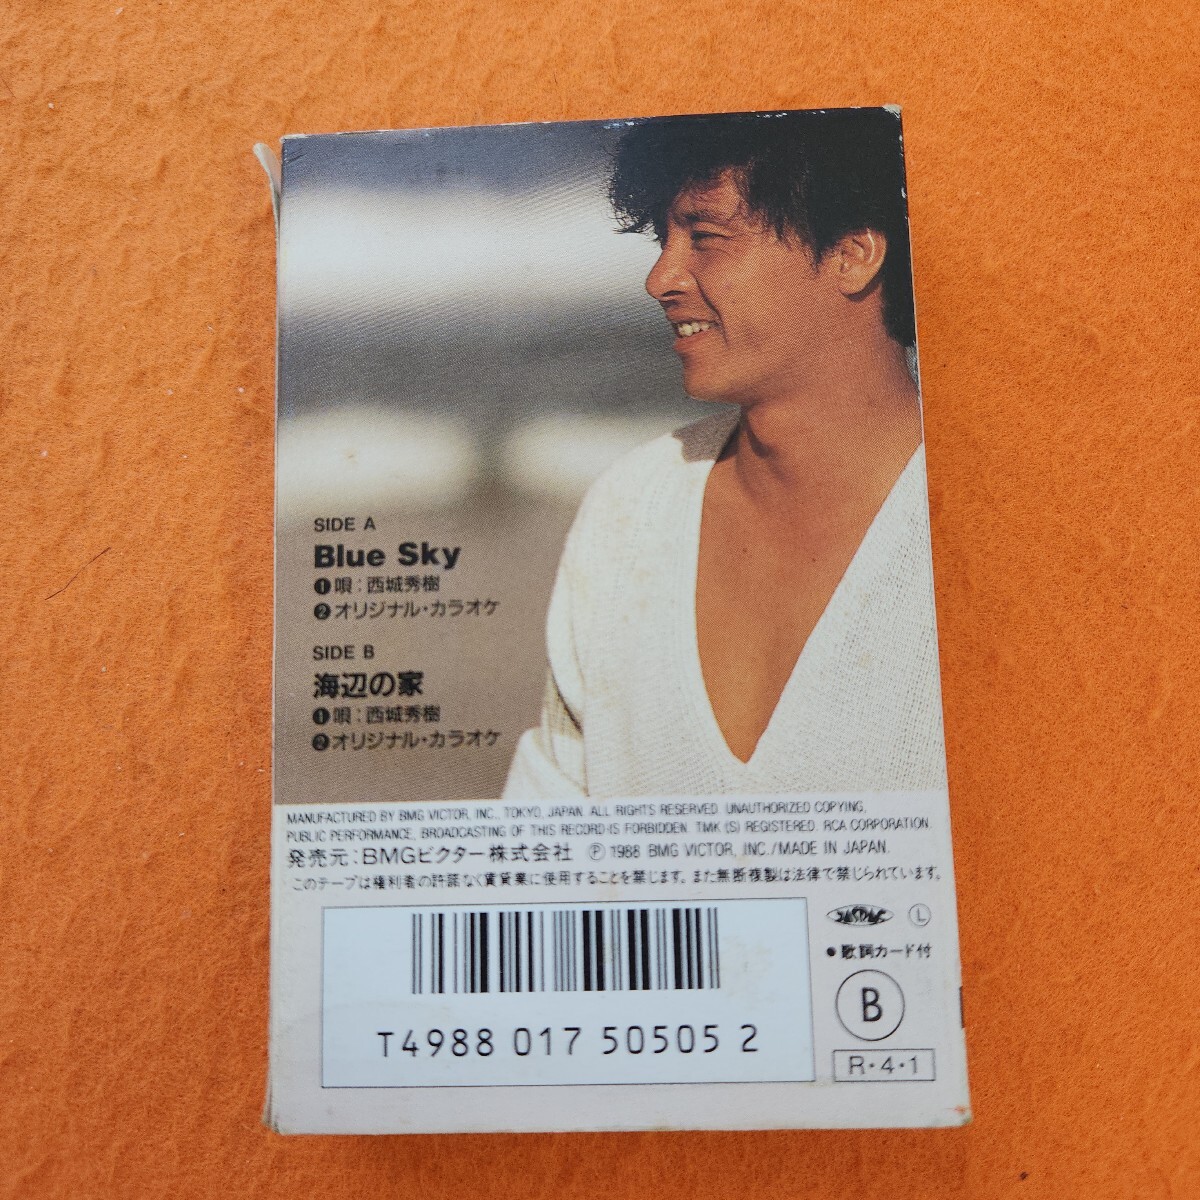 SIDE A
Blue Sky
❶唄：西城秀樹
❷オリジナル・カラオケ
SIDE B
海辺の家
❶唄：西城秀樹
❷オリジナル・カラオケ
MANUFACTURED BY BMG VICTOR, INC., TOKYO, JAPAN. ALL RIGHTS RESERVED. UNAUTHORIZED COPYING,
PUBLIC PERFORMANCE, BROADCASTING OF THIS RECORD IS FORBIDDEN. TMK (S) REGISTERED. RCA CORPORATION.
発売元：BMGビクター株式会社 Ⓟ 1988 BMG VICTOR, INC./MADE IN JAPAN.
このテープは権利者の許諾なく賃貸業に使用することを禁じます。また無断複製は法律で禁じられています。
JASRAC Ⓛ
●歌詞カード付
B
R・4・1
T4988 017 50505 2